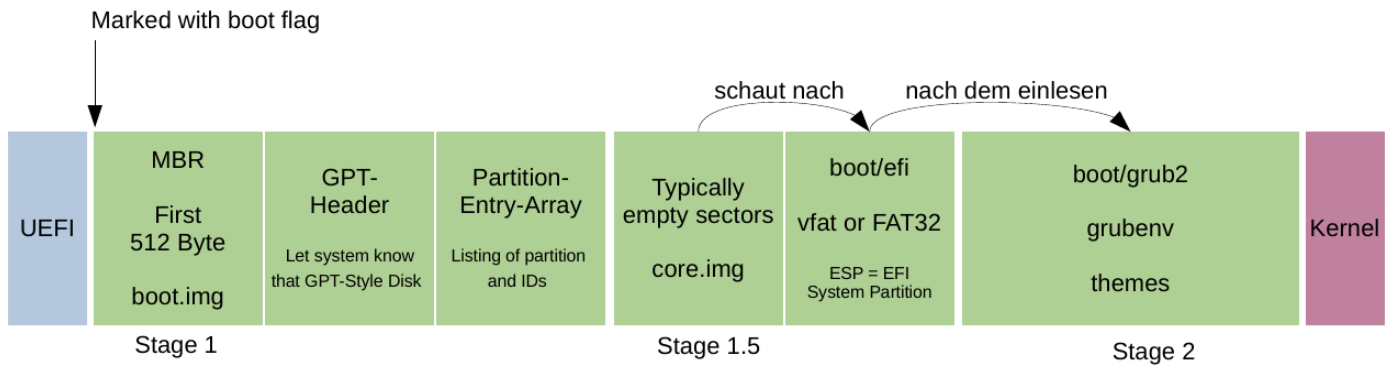 Marked with boot flag
schaut nach
nach dem einlesen
UEFI
MBR
First
512 Byte
boot.img
GPT-
Header
Let system know
that GPT-Style Disk
Partition-
Entry-Array
Listing of partition
and IDs
Typically
empty sectors
core.img
boot/efi
vfat or FAT32
ESP = EFI
System Partition
boot/grub2
grubenv
themes
Kernel
Stage 1
Stage 1.5
Stage 2